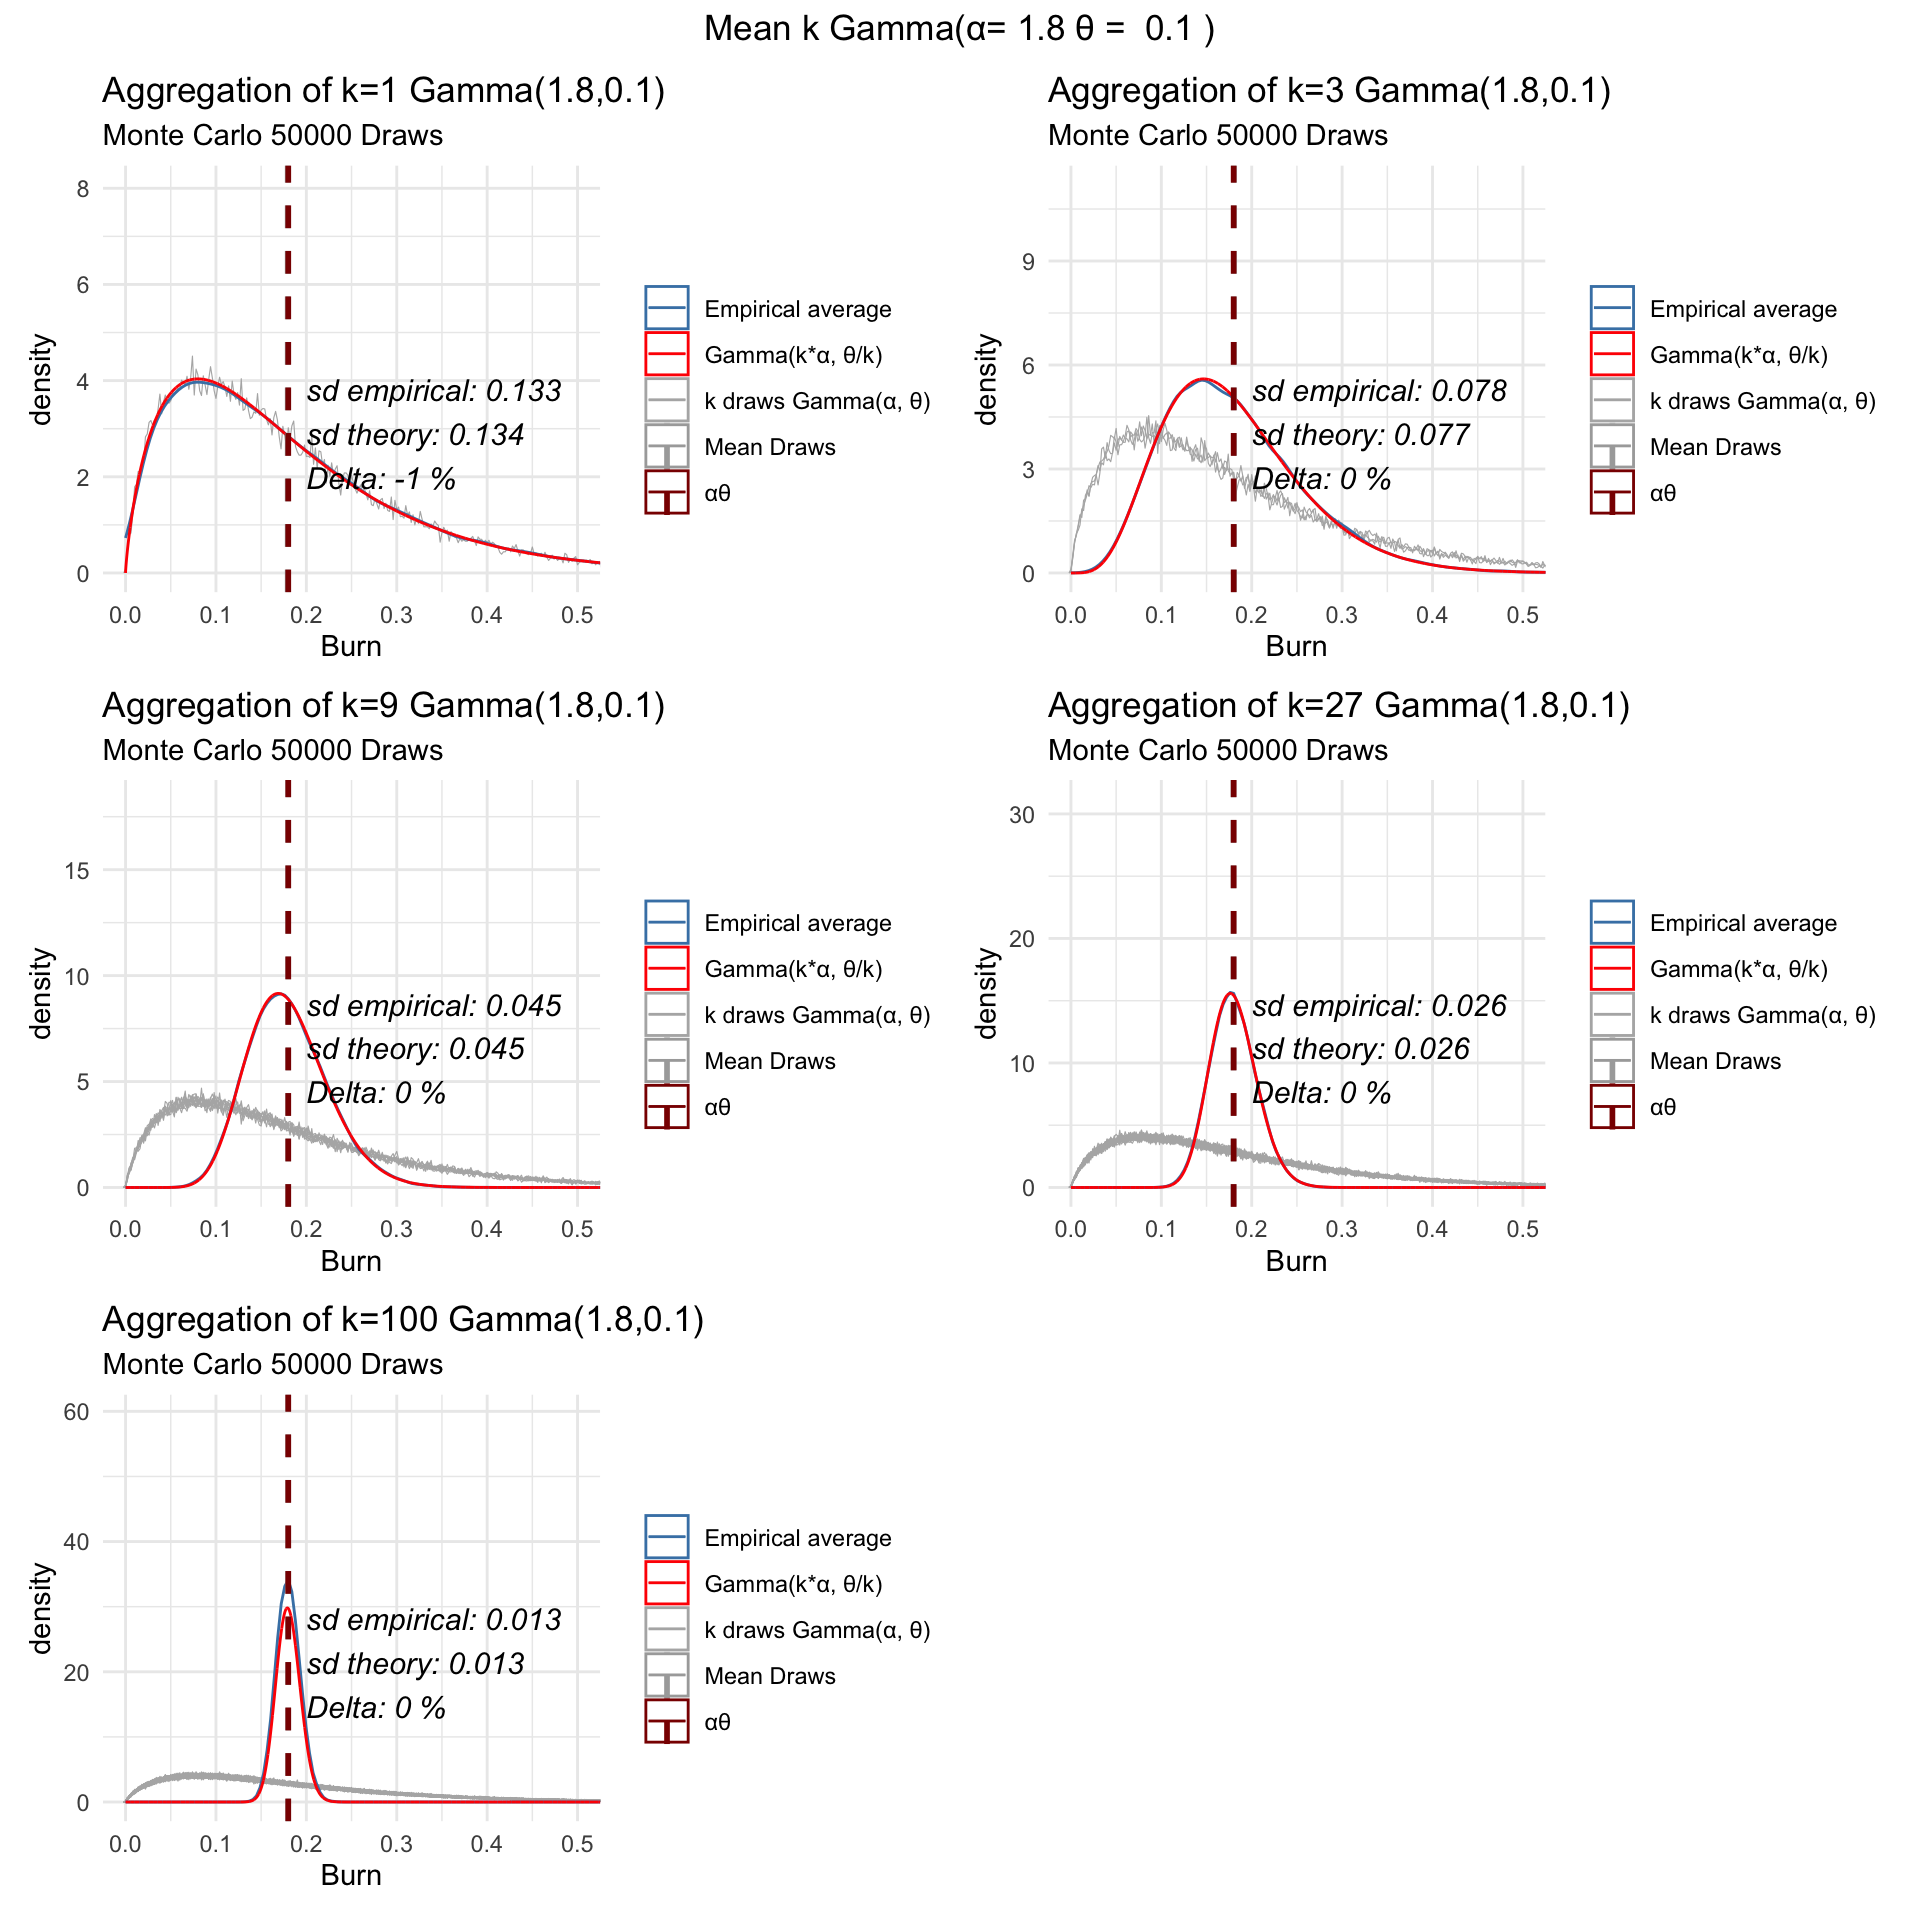 Mean k Gamma(α= 1.8 θ =  0.1 )
Aggregation of k=1 Gamma(1.8,0.1)
Monte Carlo 50000 Draws
8
6
4
2
0
density
sd empirical: 0.133
sd theory: 0.134
Delta: -1 %
0.0 0.1 0.2 0.3 0.4 0.5
Burn
Empirical average
Gamma(k*α, θ/k)
k draws Gamma(α, θ)
Mean Draws
αθ
Aggregation of k=3 Gamma(1.8,0.1)
Monte Carlo 50000 Draws
9
6
3
0
density
sd empirical: 0.078
sd theory: 0.077
Delta: 0 %
0.0 0.1 0.2 0.3 0.4 0.5
Burn
Empirical average
Gamma(k*α, θ/k)
k draws Gamma(α, θ)
Mean Draws
αθ
Aggregation of k=9 Gamma(1.8,0.1)
Monte Carlo 50000 Draws
15
10
5
0
density
sd empirical: 0.045
sd theory: 0.045
Delta: 0 %
0.0 0.1 0.2 0.3 0.4 0.5
Burn
Empirical average
Gamma(k*α, θ/k)
k draws Gamma(α, θ)
Mean Draws
αθ
Aggregation of k=27 Gamma(1.8,0.1)
Monte Carlo 50000 Draws
30
20
10
0
density
sd empirical: 0.026
sd theory: 0.026
Delta: 0 %
0.0 0.1 0.2 0.3 0.4 0.5
Burn
Empirical average
Gamma(k*α, θ/k)
k draws Gamma(α, θ)
Mean Draws
αθ
Aggregation of k=100 Gamma(1.8,0.1)
Monte Carlo 50000 Draws
60
40
20
0
density
sd empirical: 0.013
sd theory: 0.013
Delta: 0 %
0.0 0.1 0.2 0.3 0.4 0.5
Burn
Empirical average
Gamma(k*α, θ/k)
k draws Gamma(α, θ)
Mean Draws
αθ